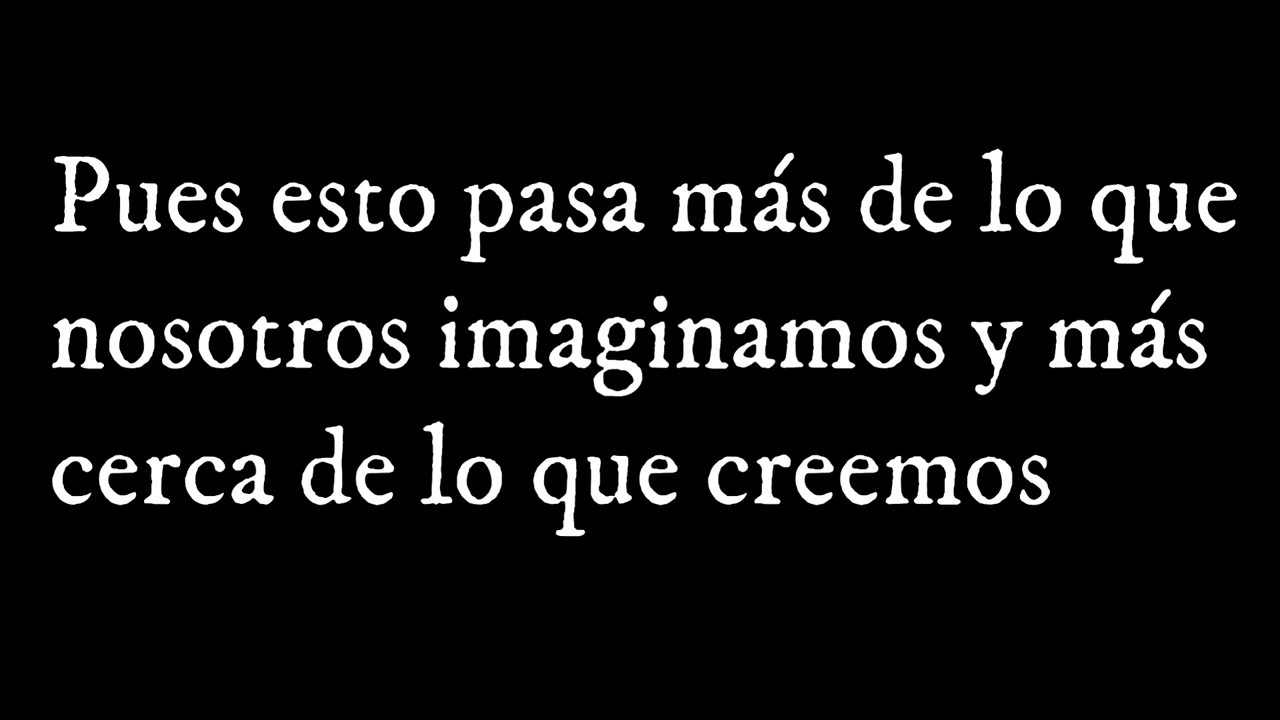 Pues esto pasa más de lo que
nosotros imaginamos y más
cerca de lo que creemos